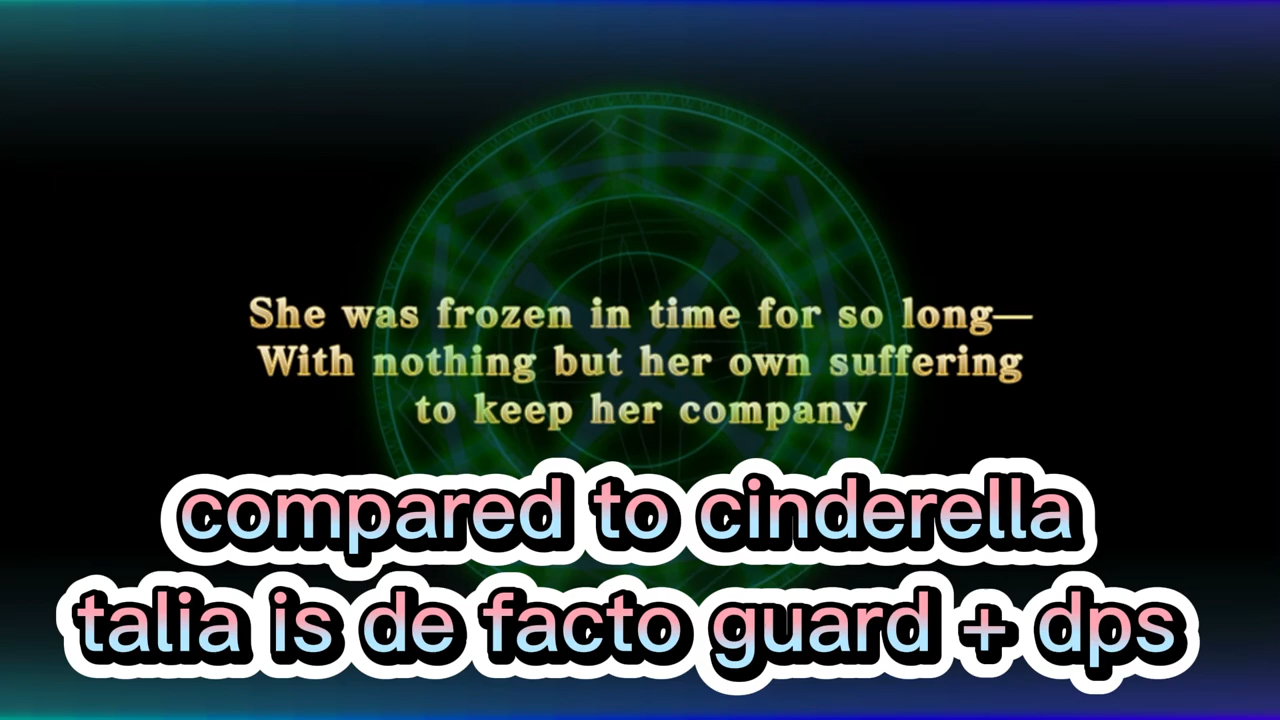 She was frozen in time for so long—
With nothing but her own suffering
to keep her company
compared to cinderella
talia is de facto guard + dps